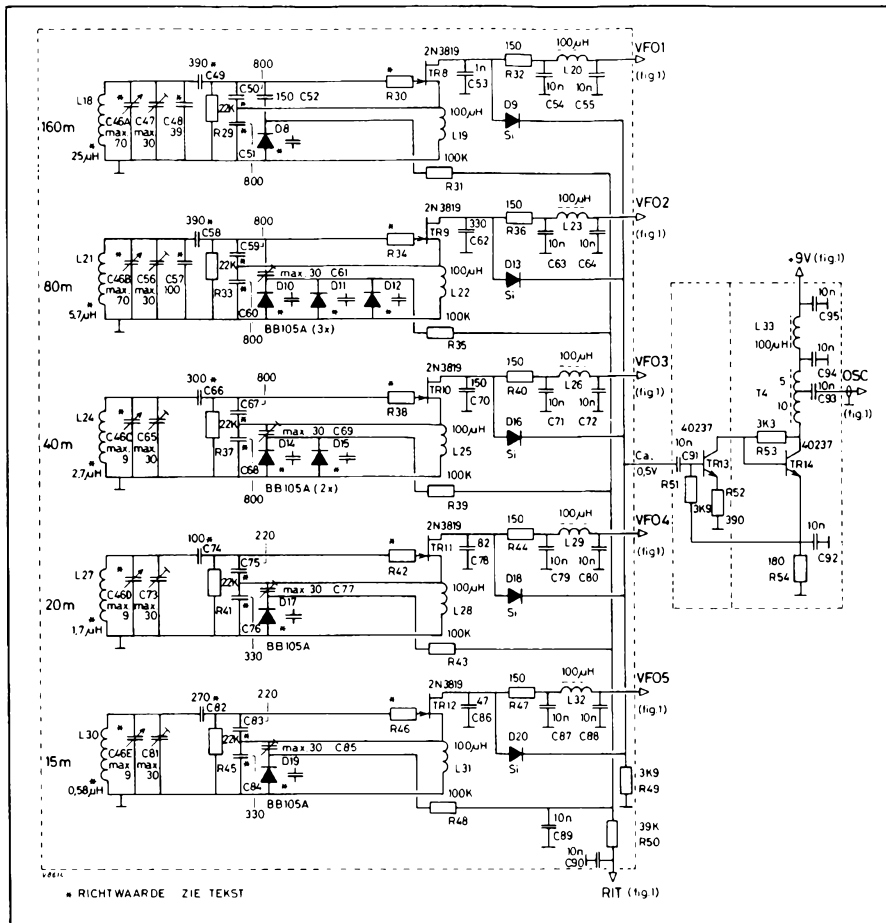 390 * C49
800
2N3819
1n
C53
150
R32
100µH
L20
VFO1
(fig.1)
10n
C54
10n
C55
L18
160m
* 25µH
C46A
max.
70
C47
max.
30
C48
39
22K
R29
C50
C51
150 C52
D8
800
R30
100µH
L19
100K
R31
D9
Si
390 * C58
800
2N3819
330
C62
150
R36
100µH
L23
VFO2
(fig.1)
10n
C63
10n
C64
L21
80m
* 5,7µH
C46B
max.
70
C56
max.
30
C57
100
22K
R33
C59
C60
max. 30 C61
D10
D11
D12
800
BB105A (3x)
R34
100µH
L22
100K
R35
D13
Si
300 * C66
800
2N3819
150
C70
150
R40
100µH
L26
VFO3
(fig.1)
10n
C71
10n
C72
L24
40m
* 2,7µH
C46C
max.
9
C65
max.
30
22K
R37
C67
C68
max 30 C69
D14
D15
800
BB105A (2x)
R38
100µH
L25
100K
R39
D16
Si
100 * C74
220
2N3819
82
C78
150
R44
100µH
L29
VFO4
(fig.1)
10n
C79
10n
C80
L27
20m
* 1,7µH
C46D
max
9
C73
max
30
22K
R41
C75
C76
max 30 C77
D17
330
BB105A
R42
100µH
L28
100K
R43
D18
Si
270 * C82
220
2N3819
47
C86
150
R47
100µH
L32
VFO5
(fig.1)
10n
C87
10n
C88
L30
15m
* 0,58µH
C46E
max
9
C81
max
30
22K
R45
C83
C84
max 30 C85
D19
330
BB105A
R46
100µH
L31
100K
R48
D20
Si
TR8
TR9
TR10
TR11
TR12
3K9
R49
39K
R50
10n
C89
10n
C90
RIT (fig.1)
+9V (fig.1)
10n
C95
L33
100µH
10n
C94
5
T4
10
10n
C93
OSC
(fig.1)
40237
TR13
3K3
R53
40237
TR14
Ca.
0,5V
10n
C91
R51
3K9
R52
390
10n
C92
180
R54
* RICHTWAARDE ZIE TEKST